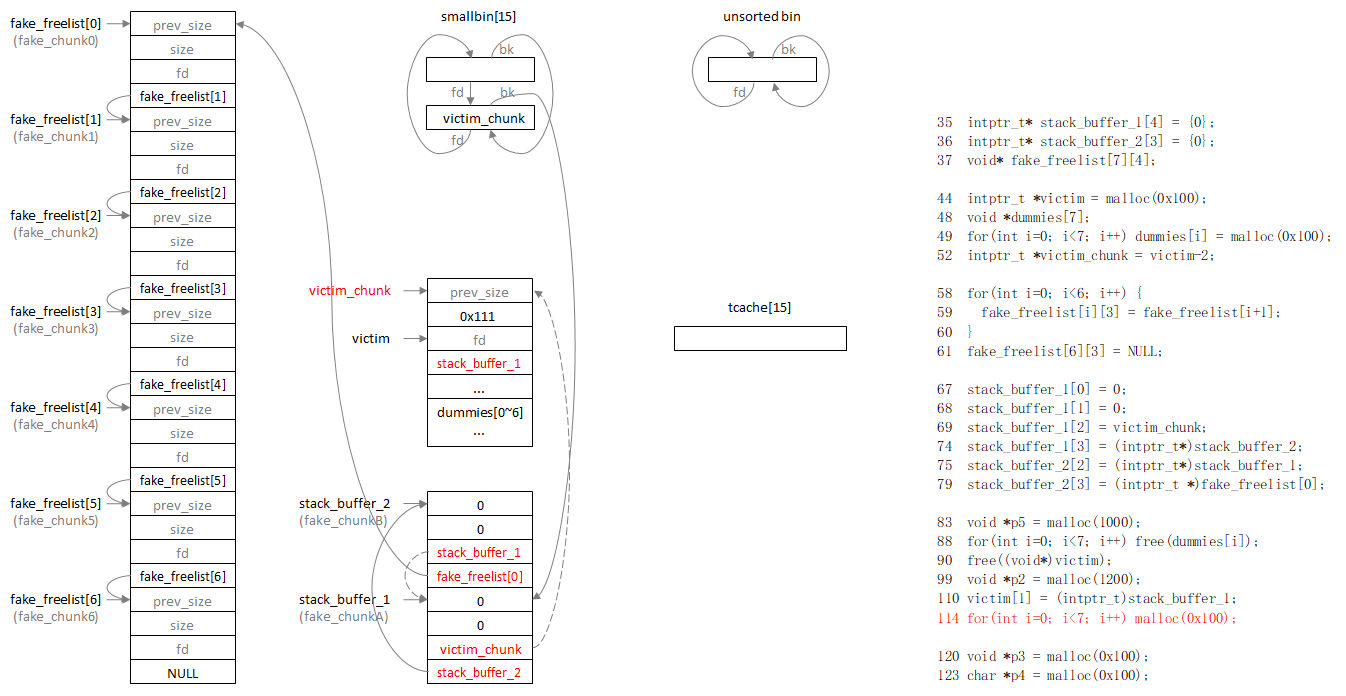 fake_freelist[0]
(fake_chunk0)
prev_size
size
fd
fake_freelist[1]
fake_freelist[1]
(fake_chunk1)
prev_size
size
fd
fake_freelist[2]
fake_freelist[2]
(fake_chunk2)
prev_size
size
fd
fake_freelist[3]
fake_freelist[3]
(fake_chunk3)
prev_size
size
fd
fake_freelist[4]
fake_freelist[4]
(fake_chunk4)
prev_size
size
fd
fake_freelist[5]
fake_freelist[5]
(fake_chunk5)
prev_size
size
fd
fake_freelist[6]
fake_freelist[6]
(fake_chunk6)
prev_size
size
fd
NULL
smallbin[15]
bk
fd
bk
victim_chunk
fd
victim_chunk
prev_size
0x111
victim
fd
stack_buffer_1
...
dummies[0~6]
...
stack_buffer_2
(fake_chunkB)
0
0
stack_buffer_1
fake_freelist[0]
stack_buffer_1
(fake_chunkA)
0
0
victim_chunk
stack_buffer_2
unsorted bin
bk
fd
tcache[15]
35 intptr_t* stack_buffer_1[4] = {0};
36 intptr_t* stack_buffer_2[3] = {0};
37 void* fake_freelist[7][4];
44 intptr_t *victim = malloc(0x100);
48 void *dummies[7];
49 for(int i=0; i<7; i++) dummies[i] = malloc(0x100);
52 intptr_t *victim_chunk = victim-2;
58 for(int i=0; i<6; i++) {
59 fake_freelist[i][3] = fake_freelist[i+1];
60 }
61 fake_freelist[6][3] = NULL;
67 stack_buffer_1[0] = 0;
68 stack_buffer_1[1] = 0;
69 stack_buffer_1[2] = victim_chunk;
74 stack_buffer_1[3] = (intptr_t*)stack_buffer_2;
75 stack_buffer_2[2] = (intptr_t*)stack_buffer_1;
79 stack_buffer_2[3] = (intptr_t *)fake_freelist[0];
83 void *p5 = malloc(1000);
88 for(int i=0; i<7; i++) free(dummies[i]);
90 free((void*)victim);
99 void *p2 = malloc(1200);
110 victim[1] = (intptr_t)stack_buffer_1;
114 for(int i=0; i<7; i++) malloc(0x100);
120 void *p3 = malloc(0x100);
123 char *p4 = malloc(0x100);